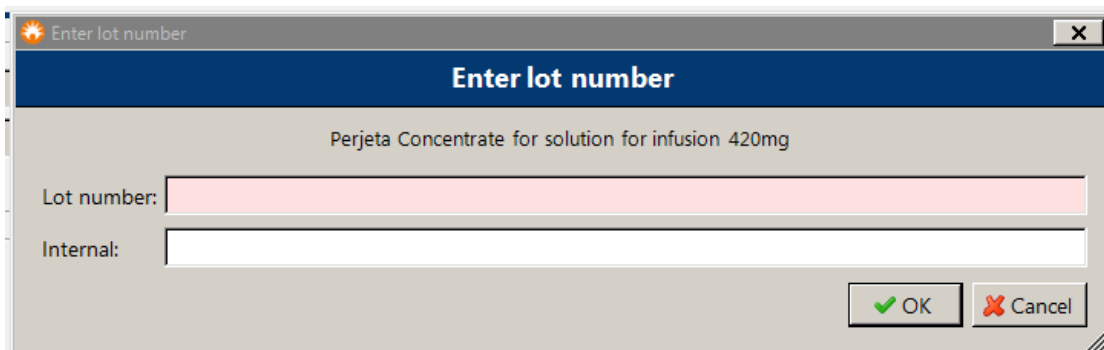 Enter lot number
Enter lot number
Perjeta Concentrate for solution for infusion 420mg
Lot number:
Internal:
OK Cancel